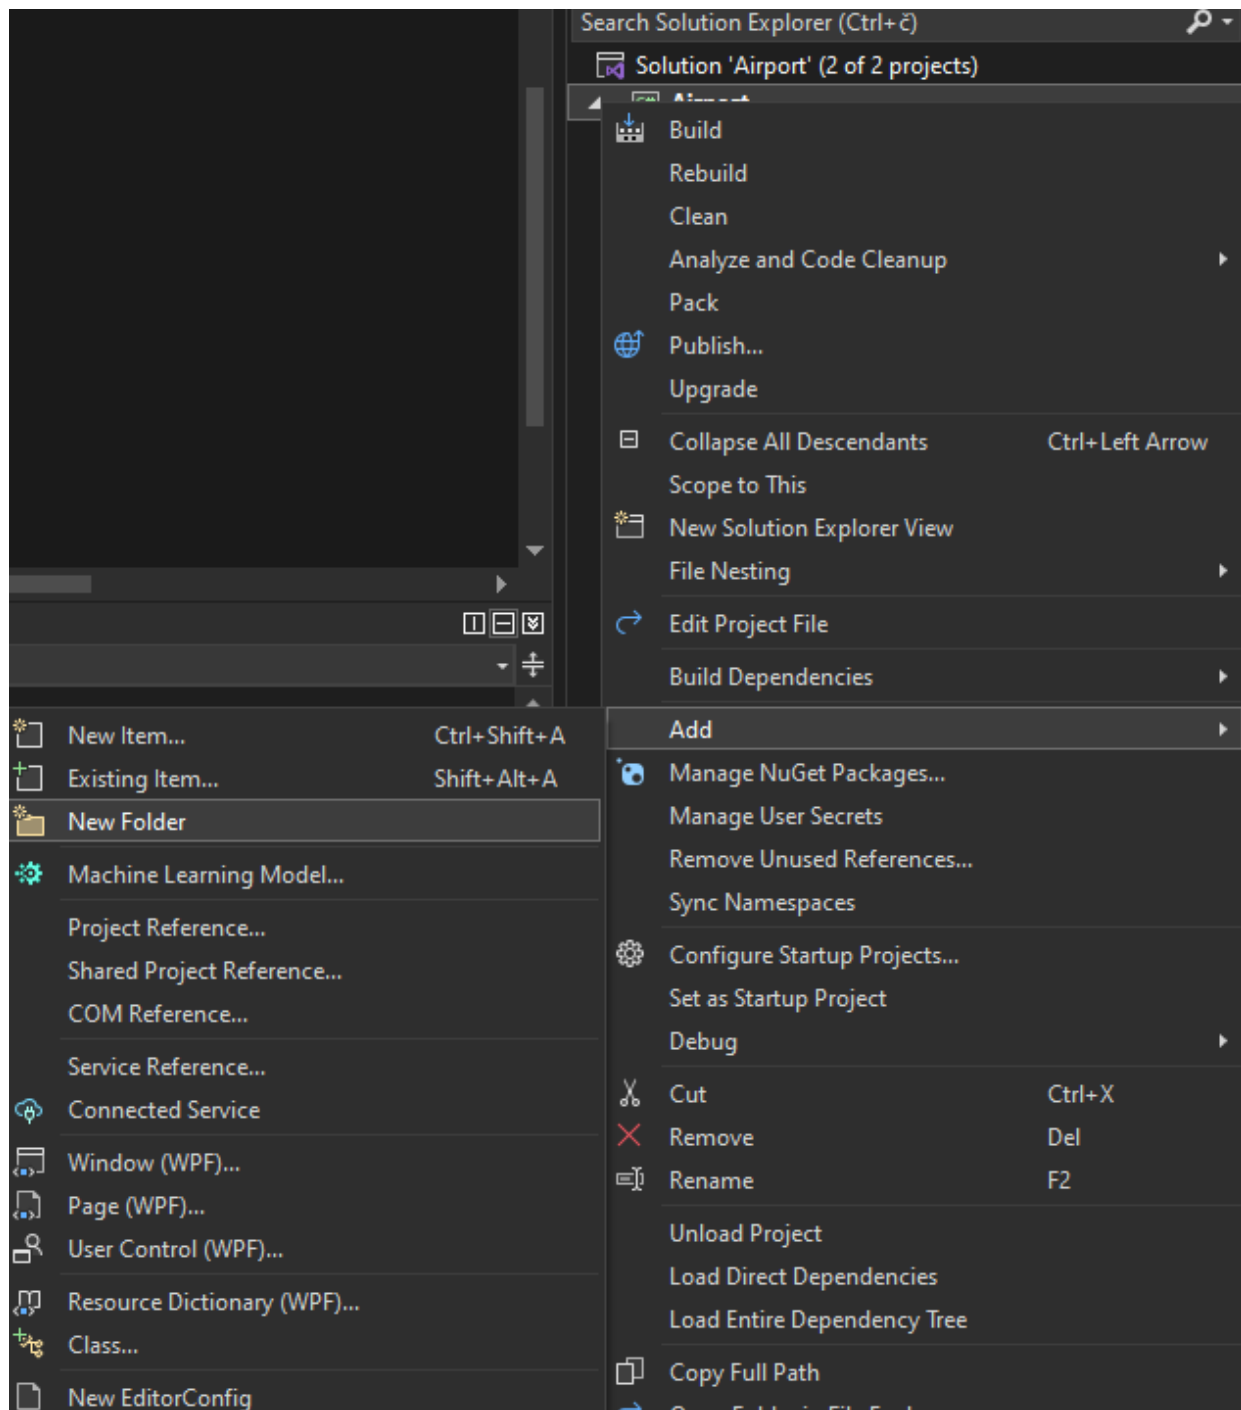 Search Solution Explorer (Ctrl+č)
Solution 'Airport' (2 of 2 projects)
Airport
Build
Rebuild
Clean
Analyze and Code Cleanup
Pack
Publish...
Upgrade
Collapse All Descendants Ctrl+Left Arrow
Scope to This
New Solution Explorer View
File Nesting
Edit Project File
Build Dependencies
Add
Manage NuGet Packages...
Manage User Secrets
Remove Unused References...
Sync Namespaces
Configure Startup Projects...
Set as Startup Project
Debug
Cut Ctrl+X
Remove Del
Rename F2
Unload Project
Load Direct Dependencies
Load Entire Dependency Tree
Copy Full Path
New Item... Ctrl+Shift+A
Existing Item... Shift+Alt+A
New Folder
Machine Learning Model...
Project Reference...
Shared Project Reference...
COM Reference...
Service Reference...
Connected Service
Window (WPF)...
Page (WPF)...
User Control (WPF)...
Resource Dictionary (WPF)...
Class...
New EditorConfig